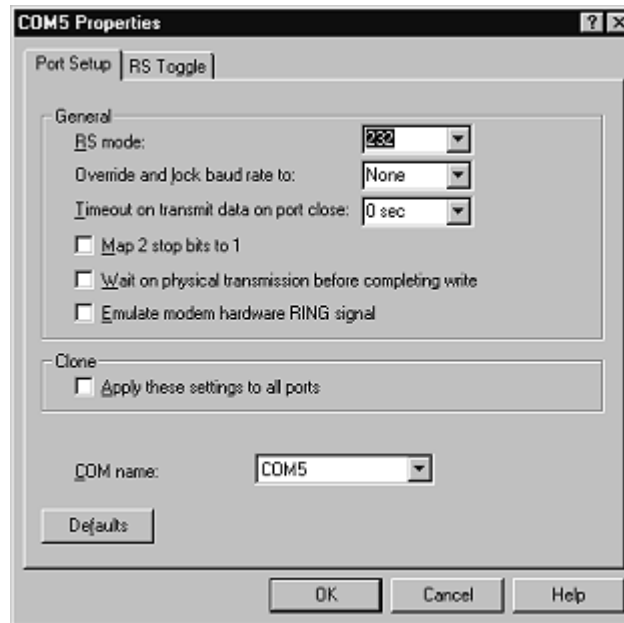 COM5 Properties
Port Setup RS Toggle
General
RS mode: 232
Override and lock baud rate to: None
Timeout on transmit data on port close: 0 sec
Map 2 stop bits to 1
Wait on physical transmission before completing write
Emulate modem hardware RING signal
Clone
Apply these settings to all ports
COM name: COM5
Defaults
OK Cancel Help